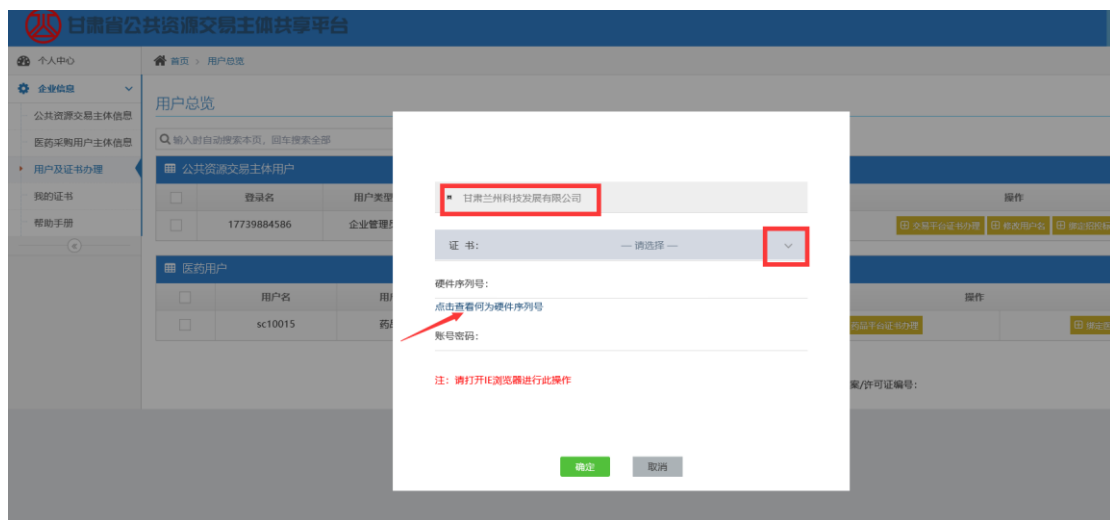 甘肃省公共资源交易主体共享平台
个人中心
首页 > 用户总览
企业信息
公共资源交易主体信息
医药采购用户主体信息
用户及证书办理
我的证书
帮助手册
用户总览
输入时自动搜索本页，回车搜索全部
公共资源交易主体用户
登录名 用户类型 操作
17739884586 企业管理员 交易平台证书办理 修改用户名
医药用户
用户名 操作
sc10015 药品平台证书办理
案/许可证编号：
甘肃兰州科技发展有限公司
证 书： — 请选择 —
硬件序列号：
点击查看何为硬件序列号
账号密码：
注：请打开IE浏览器进行此操作
确定 取消